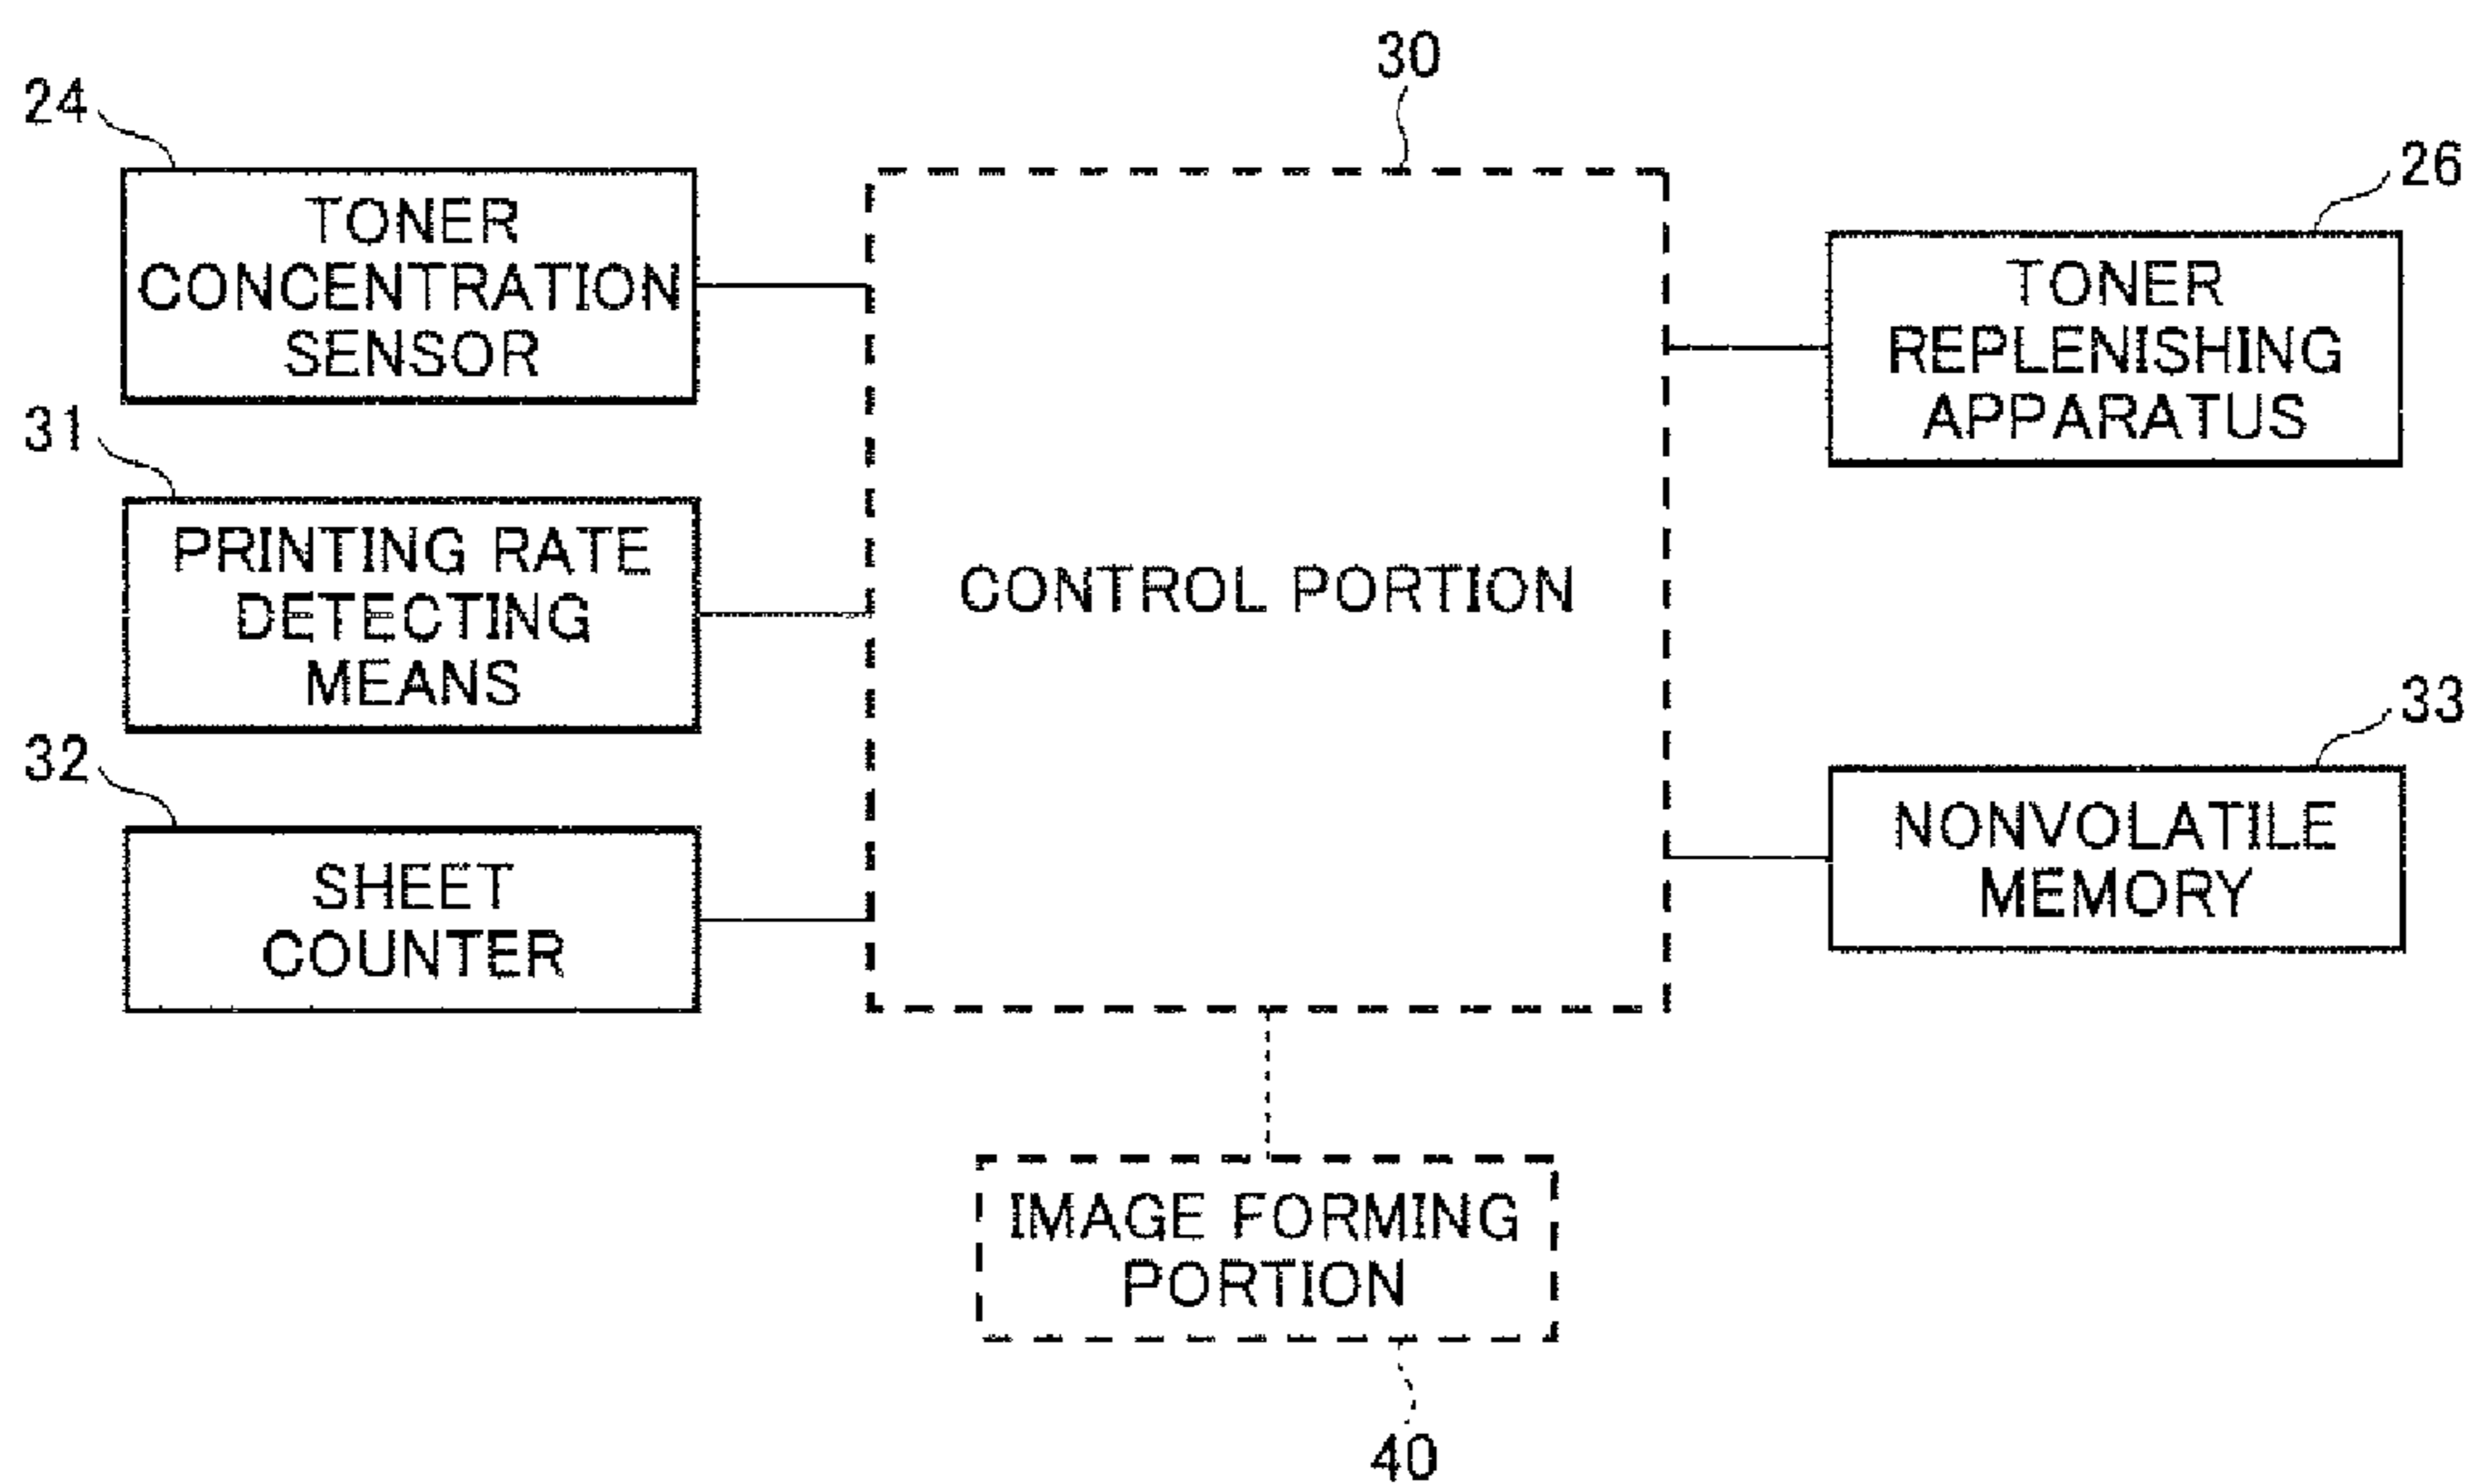 30
24
TONER
CONCENTRATION
SENSOR
26
TONER
REPLENISHING
APPARATUS
31
PRINTING RATE
DETECTING
MEANS
CONTROL PORTION
32
SHEET
COUNTER
33
NONVOLATILE
MEMORY
IMAGE FORMING
PORTION
40